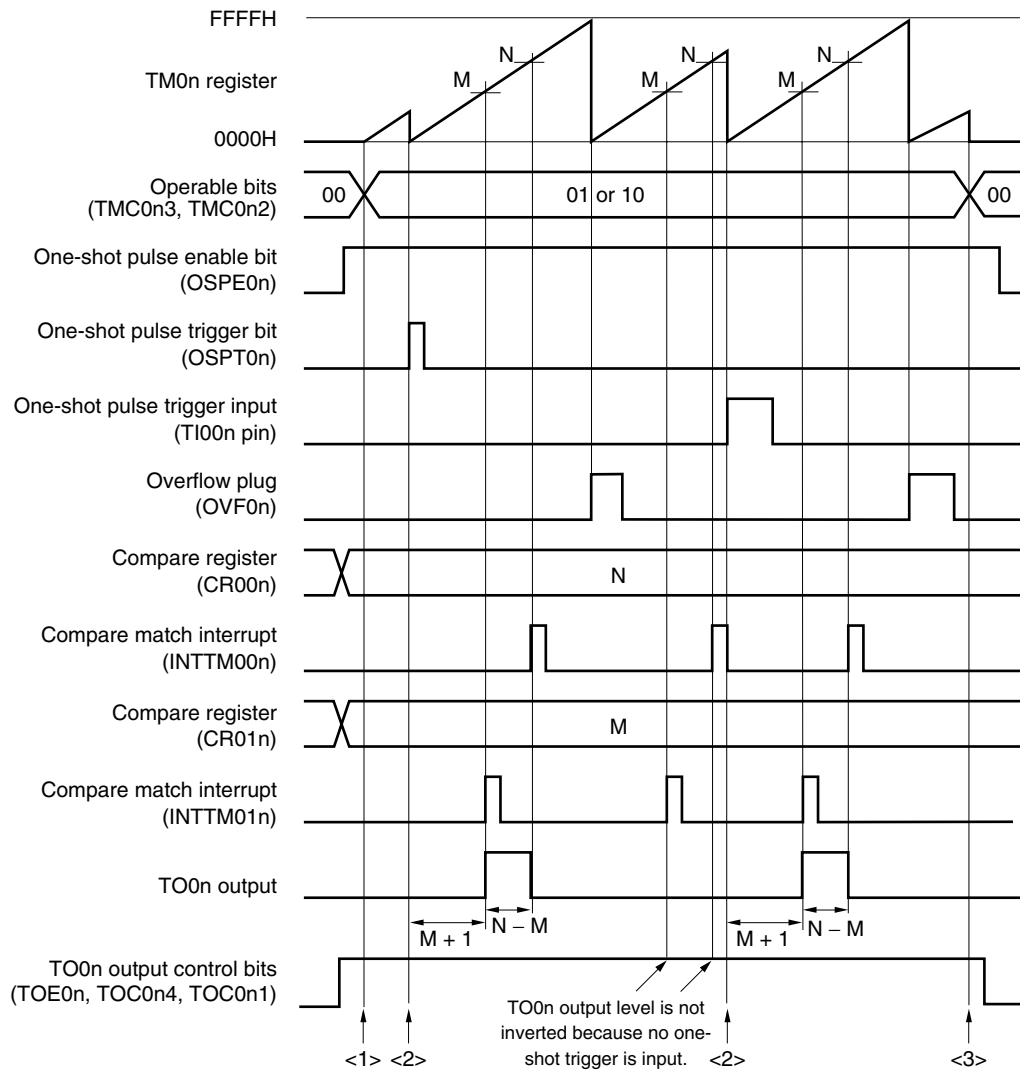 FFFFH
N
N
N
TM0n register
M
M
M
0000H
Operable bits
(TMC0n3, TMC0n2)
00
01 or 10
00
One-shot pulse enable bit
(OSPE0n)
One-shot pulse trigger bit
(OSPT0n)
One-shot pulse trigger input
(TI00n pin)
Overflow plug
(OVF0n)
Compare register
(CR00n)
N
Compare match interrupt
(INTTM00n)
Compare register
(CR01n)
M
Compare match interrupt
(INTTM01n)
TO0n output
M + 1
N – M
M + 1
N – M
TO0n output control bits
(TOE0n, TOC0n4, TOC0n1)
TO0n output level is not
inverted because no one-
shot trigger is input.
<1>
<2>
<2>
<3>